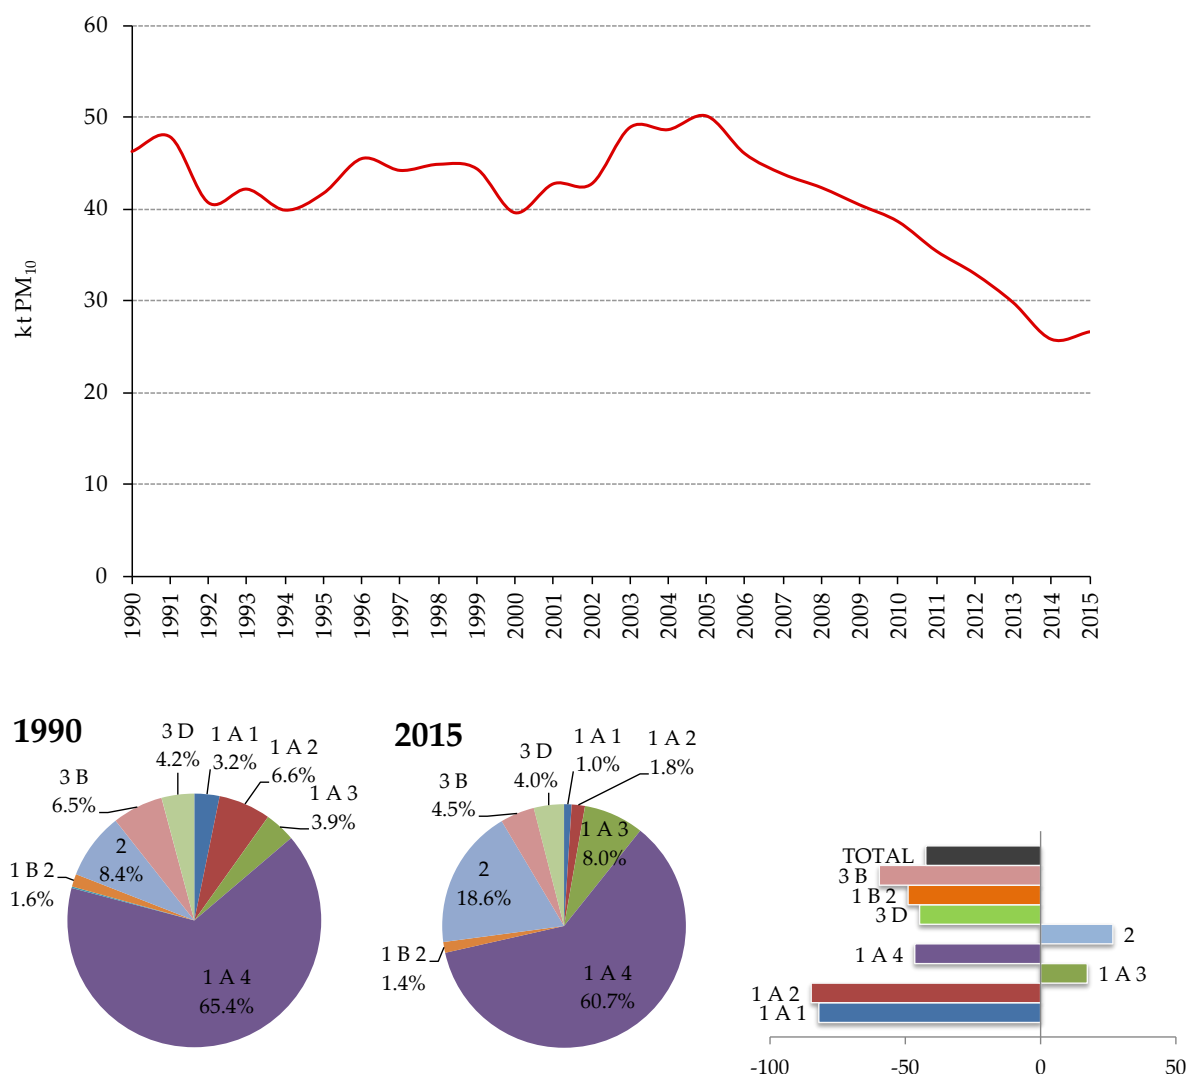 60
50
40
30
20
10
0
kt PM₁₀
1990
1991
1992
1993
1994
1995
1996
1997
1998
1999
2000
2001
2002
2003
2004
2005
2006
2007
2008
2009
2010
2011
2012
2013
2014
2015
1990
3 D
4.2%
1 A 1
3.2%
1 A 2
6.6%
1 A 3
3.9%
3 B
6.5%
2
8.4%
1 B 2
1.6%
1 A 4
65.4%
2015
3 D
4.0%
1 A 1
1.0%
1 A 2
1.8%
3 B
4.5%
1 A 3
8.0%
2
18.6%
1 B 2
1.4%
1 A 4
60.7%
TOTAL
3 B
1 B 2
3 D
2
1 A 4
1 A 3
1 A 2
1 A 1
-100
-50
0
50